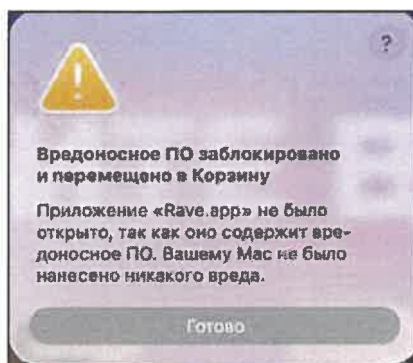 ?
Вредоносное ПО заблокировано
и перемещено в Корзину
Приложение «Rave.app» не было
открыто, так как оно содержит вре-
доносное ПО. Вашему Mac не было
нанесено никакого вреда.
Готово